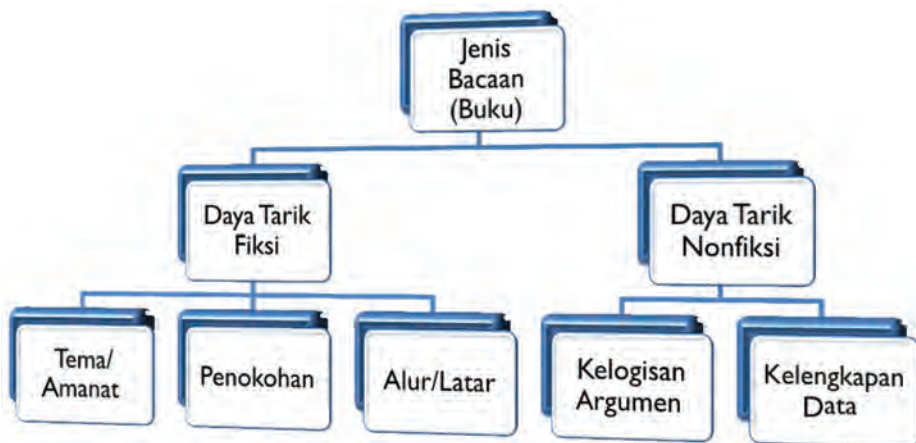 Jenis
Bacaan
(Buku)
Daya Tarik
Fiksi
Daya Tarik
Nonfiksi
Tema/
Amanat
Penokohan
Alur/Latar
Kelogisan
Argumen
Kelengkapan
Data